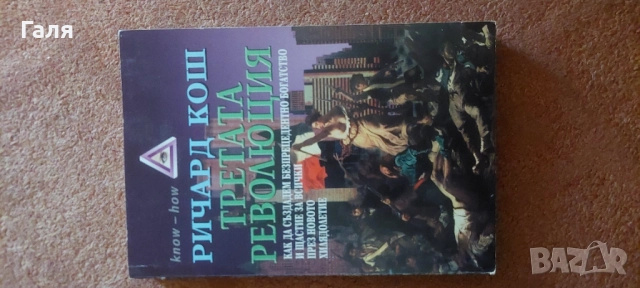 Галя
know – how
РИЧАРД КОШ
ТРЕТАТА
РЕВОЛЮЦИЯ
КАК ДА СЪЗДАДЕМ БЕЗПРЕЦЕДЕНТНО БОГАТСТВО
И ЩАСТИЕ ЗА ВСИЧКИ
ПРЕЗ НОВОТО
ХИЛЯДОЛЕТИЕ
BAZAR